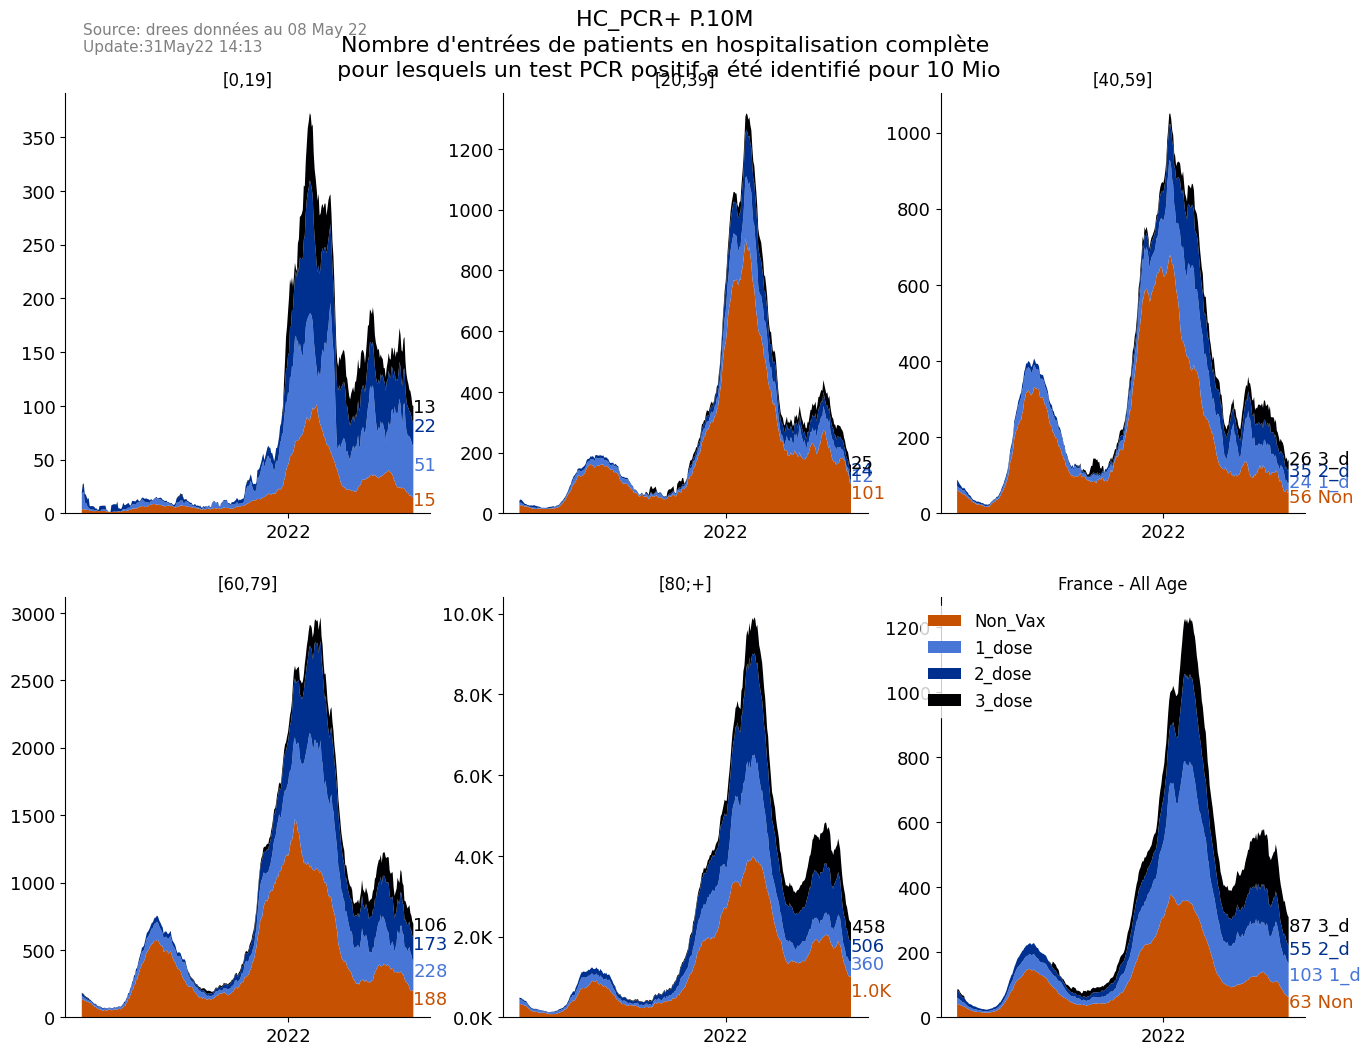 Source: drees données au 08 May 22
Update:31May22 14:13
HC_PCR+ P.10M
Nombre d'entrées de patients en hospitalisation complète
pour lesquels un test PCR positif a été identifié pour 10 Mio
[0,19]
350
300
250
200
150
100
50
0
13
22
51
15
2022
[20,39]
1200
1000
800
600
400
200
0
25
12
101
2022
[40,59]
1000
800
600
400
200
0
26 3_d
35 2_d
24 1_d
56 Non
2022
[60,79]
3000
2500
2000
1500
1000
500
0
106
173
228
188
2022
[80;+]
10.0K
8.0K
6.0K
4.0K
2.0K
0.0K
458
506
360
1.0K
2022
France - All Age
Non_Vax
1_dose
2_dose
3_dose
1200
1000
800
600
400
200
0
87 3_d
55 2_d
103 1_d
63 Non
2022